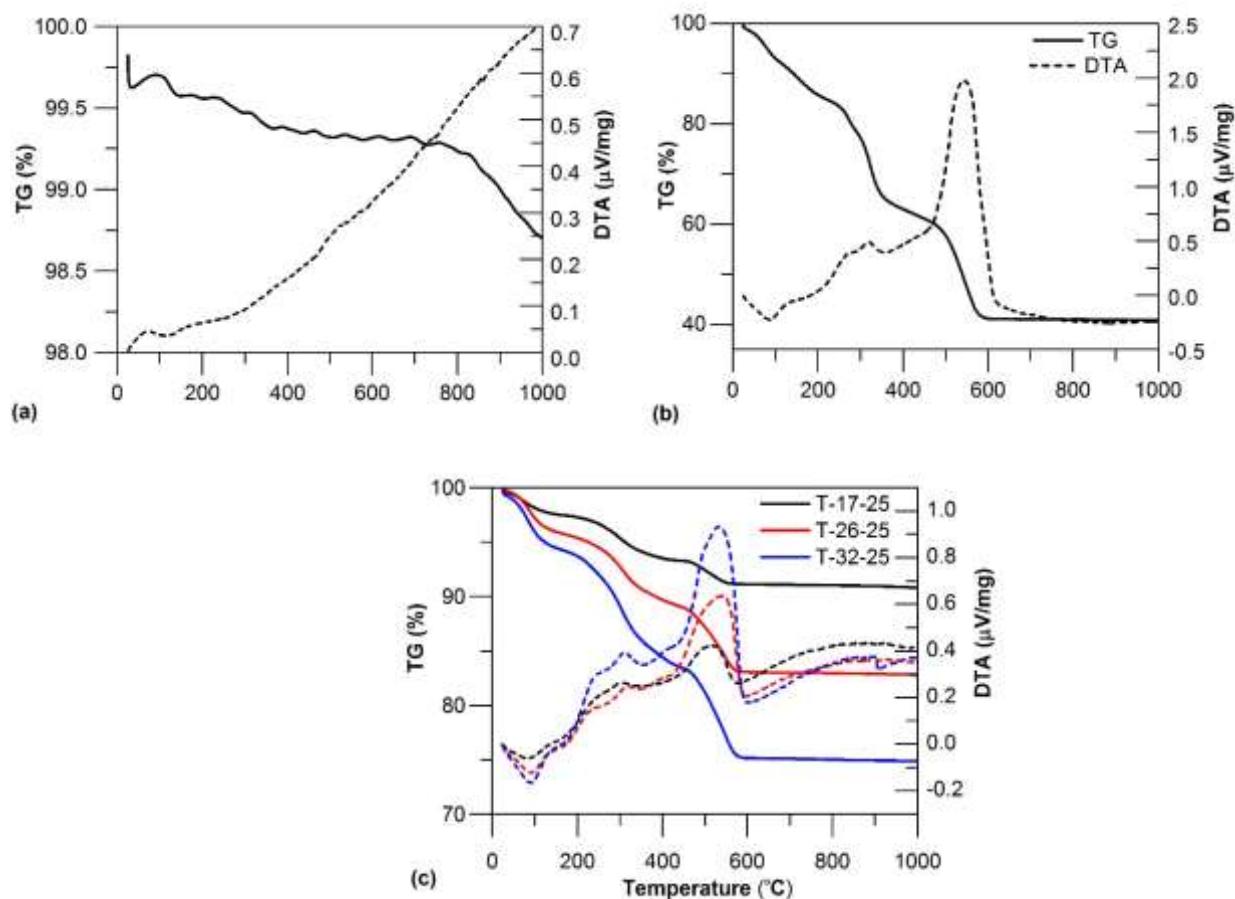 100.0
99.5
99.0
98.5
98.0
TG (%)
0.7
0.6
0.5
0.4
0.3
0.2
0.1
0.0
DTA (μV/mg)
0 200 400 600 800 1000
(a)
100
80
60
40
TG (%)
TG
DTA
2.5
2.0
1.5
1.0
0.5
0.0
-0.5
DTA (μV/mg)
0 200 400 600 800 1000
(b)
100
90
80
70
TG (%)
T-17-25
T-26-25
T-32-25
1.0
0.8
0.6
0.4
0.2
0.0
-0.2
DTA (μV/mg)
0 200 400 600 800 1000
(c)
Temperature (°C)